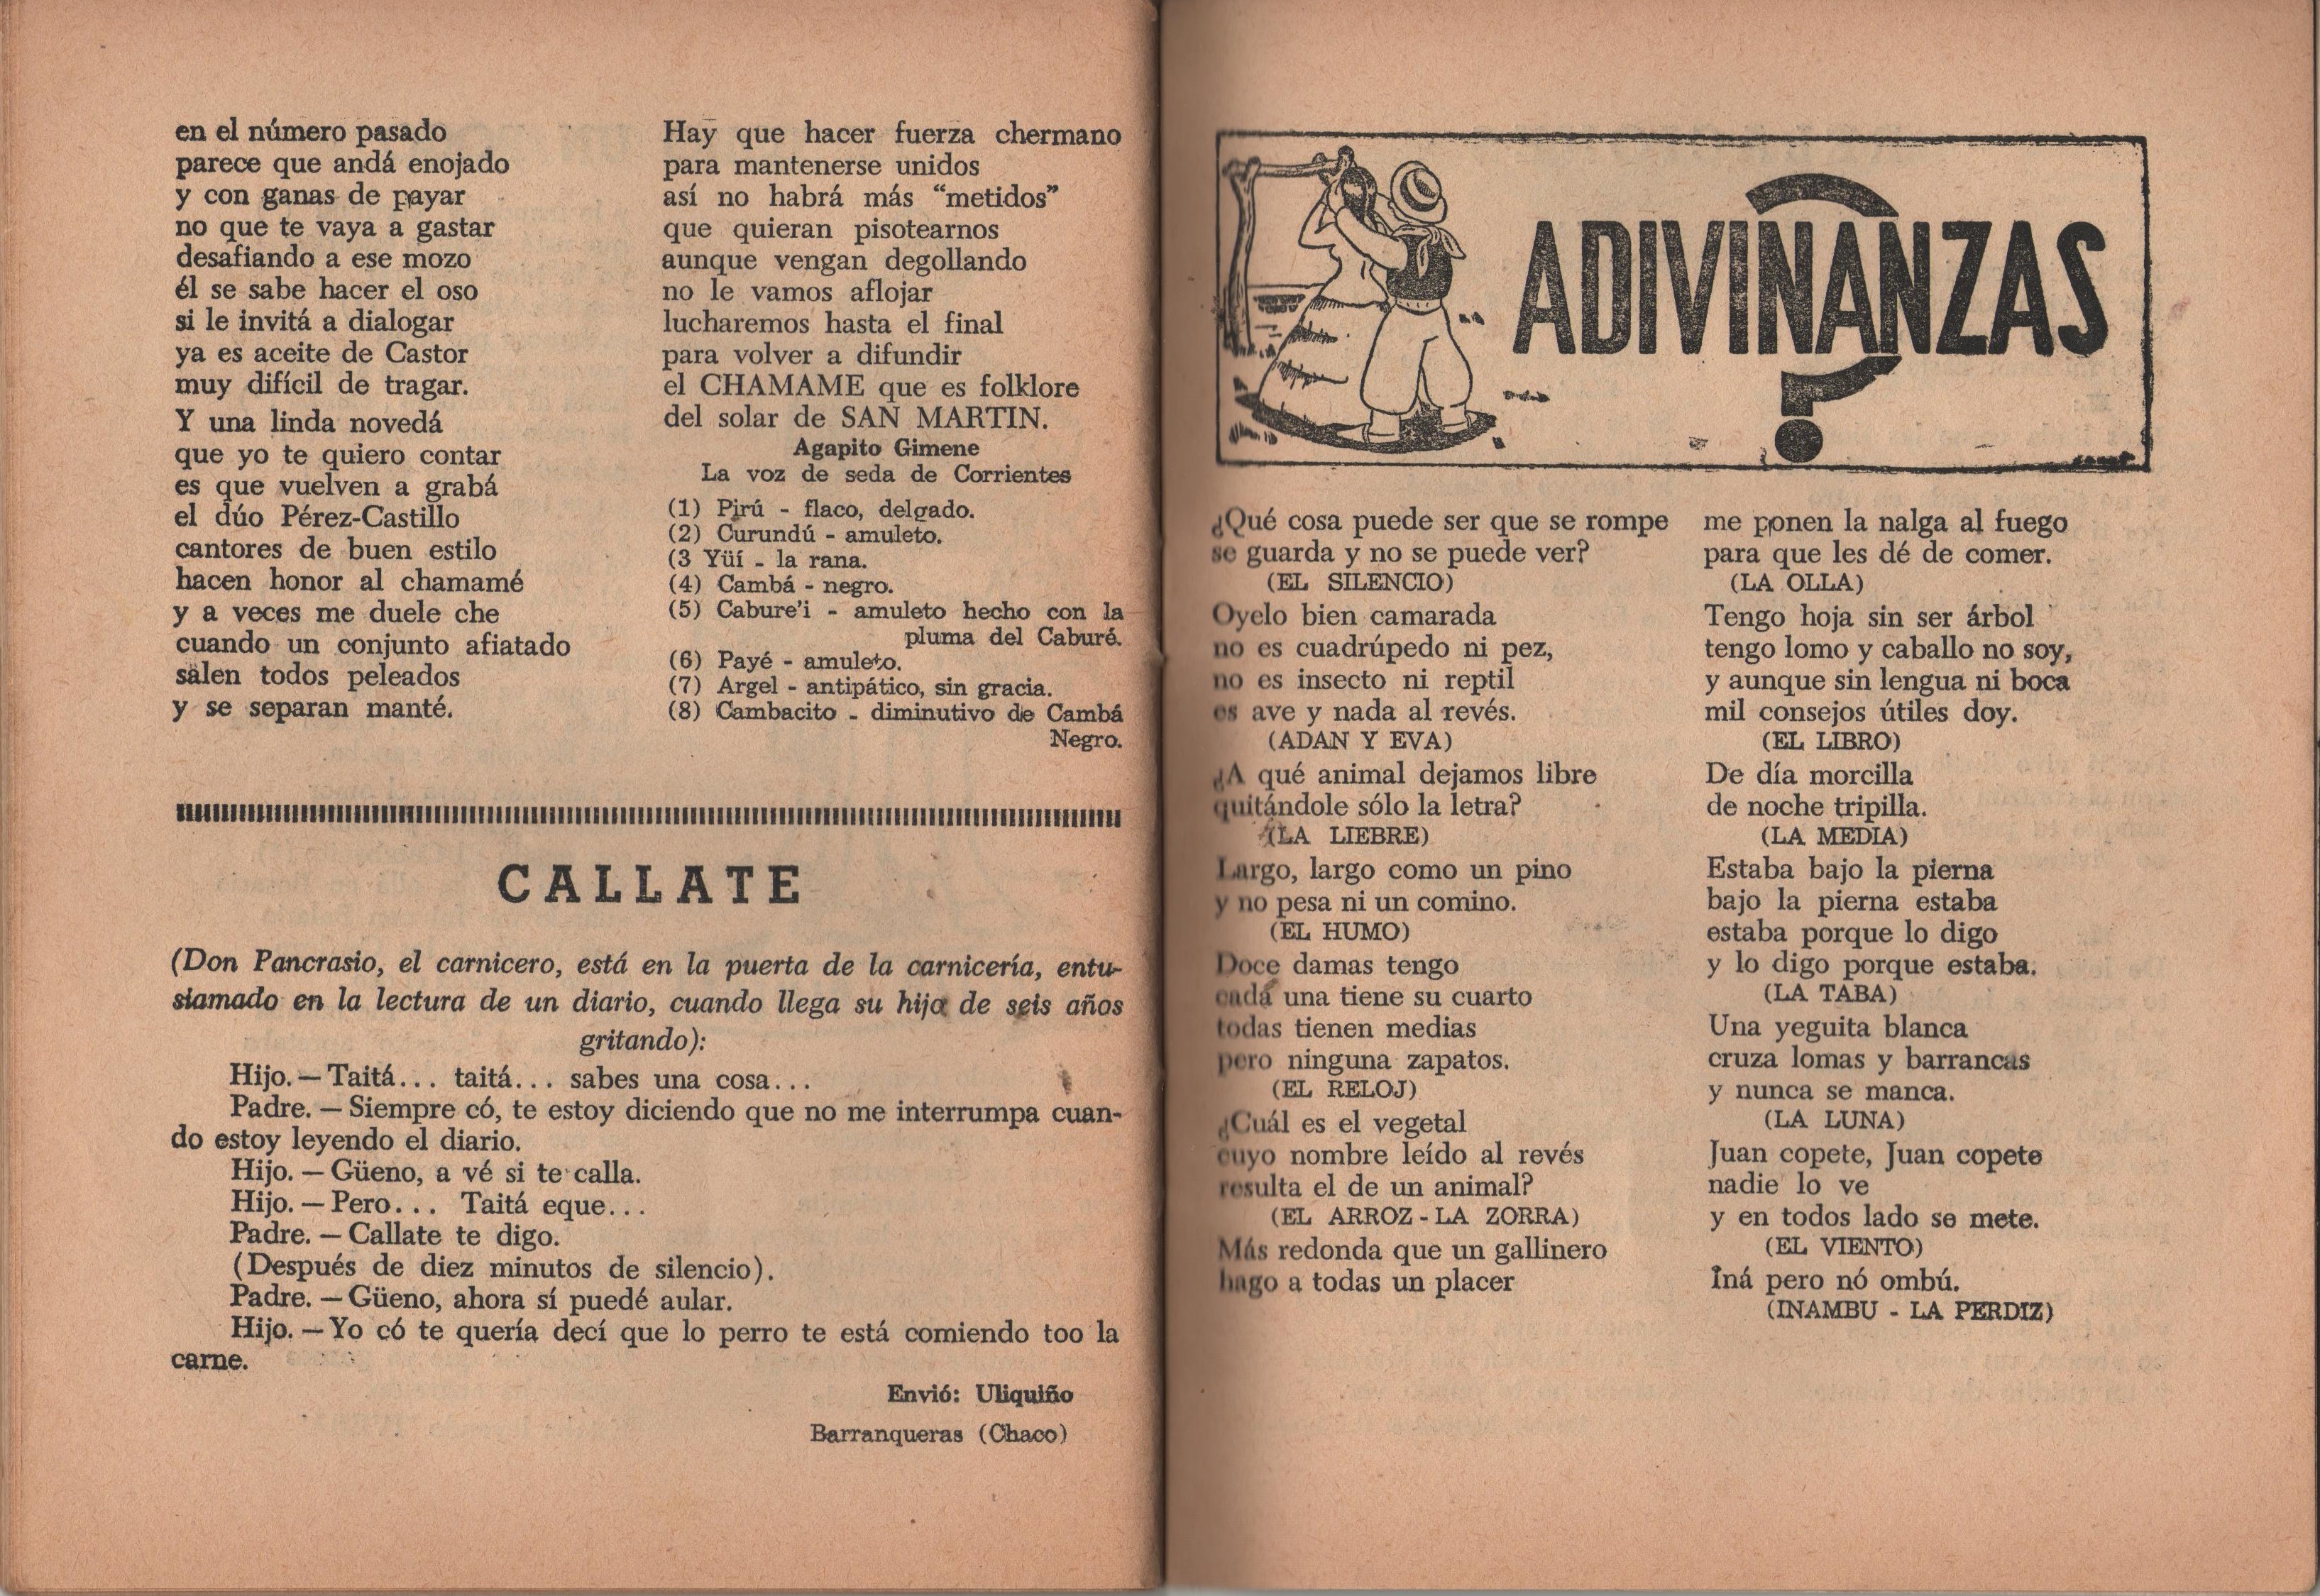 en el número pasado
parece que andá enojado
y con ganas de payar
no que te vaya a gastar
desafiando a ese mozo
él se sabe hacer el oso
si le invitá a dialogar
ya es aceite de Castor
muy difícil de tragar.
Y una linda novedá
que yo te quiero contar
es que vuelven a grabá
el dúo Pérez-Castillo
cantores de buen estilo
hacen honor al chamamé
y a veces me duele che
cuando un conjunto afiatado
salen todos peleados
y se separan manté.
Hay que hacer fuerza chermano
para mantenerse unidos
así no habrá más “metidos”
que quieran pisotearnos
aunque vengan degollando
no le vamos aflojar
lucharemos hasta el final
para volver a difundir
el CHAMAME que es folklore
del solar de SAN MARTIN.
Agapito Gimene
La voz de seda de Corrientes
(1) Pirú - flaco, delgado.
(2) Curundú - amuleto.
(3 Yüí - la rana.
(4) Cambá - negro.
(5) Cabure'i - amuleto hecho con la
pluma del Caburé.
(6) Payé - amuleto.
(7) Argel - antipático, sin gracia.
(8) Cambacito - diminutivo de Cambá
Negro.
CALLATE
(Don Pancrasio, el carnicero, está en la puerta de la carnicería, entu-
siamado en la lectura de un diario, cuando llega su hijo de seis años
gritando):
Hijo. — Taitá... taitá... sabes una cosa...
Padre. — Siempre có, te estoy diciendo que no me interrumpa cuan-
do estoy leyendo el diario.
Hijo. — Güeno, a vé si te calla.
Hijo. — Pero... Taitá eque...
Padre. — Callate te digo.
(Después de diez minutos de silencio).
Padre. — Güeno, ahora sí puedé aular.
Hijo. — Yo có te quería decí que lo perro te está comiendo too la
carne.
Envió: Uliquiño
Barranqueras (Chaco)
ADIVINANZAS
¿Qué cosa puede ser que se rompe
se guarda y no se puede ver?
(EL SILENCIO)
Oyelo bien camarada
no es cuadrúpedo ni pez,
no es insecto ni reptil
es ave y nada al revés.
(ADAN Y EVA)
¿A qué animal dejamos libre
quitándole sólo la letra?
(LA LIEBRE)
Largo, largo como un pino
y no pesa ni un comino.
(EL HUMO)
Doce damas tengo
cada una tiene su cuarto
todas tienen medias
pero ninguna zapatos.
(EL RELOJ)
¿Cuál es el vegetal
cuyo nombre leído al revés
resulta el de un animal?
(EL ARROZ - LA ZORRA)
Más redonda que un gallinero
hago a todas un placer
me ponen la nalga al fuego
para que les dé de comer.
(LA OLLA)
Tengo hoja sin ser árbol
tengo lomo y caballo no soy,
y aunque sin lengua ni boca
mil consejos útiles doy.
(EL LIBRO)
De día morcilla
de noche tripilla.
(LA MEDIA)
Estaba bajo la pierna
bajo la pierna estaba
estaba porque lo digo
y lo digo porque estaba.
(LA TABA)
Una yeguita blanca
cruza lomas y barrancas
y nunca se manca.
(LA LUNA)
Juan copete, Juan copete
nadie lo ve
y en todos lado se mete.
(EL VIENTO)
Iná pero nó ombú.
(INAMBU - LA PERDIZ)